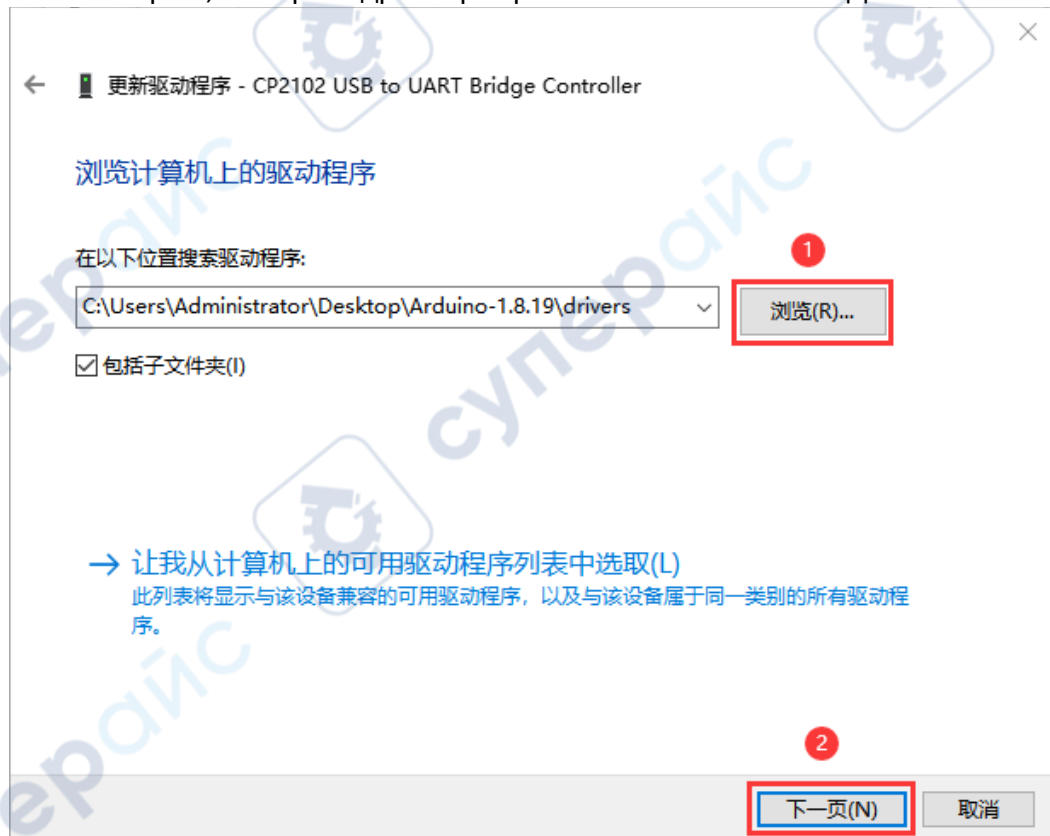 更新驱动程序 - CP2102 USB to UART Bridge Controller
浏览计算机上的驱动程序
在以下位置搜索驱动程序:
1
C:\Users\Administrator\Desktop\Arduino-1.8.19\drivers
浏览(R)...
包括子文件夹(I)
суперайс
→ 让我从计算机上的可用驱动程序列表中选取(L)
此列表将显示与该设备兼容的可用驱动程序，以及与该设备属于同一类别的所有驱动程
序。
2
下一页(N)
取消